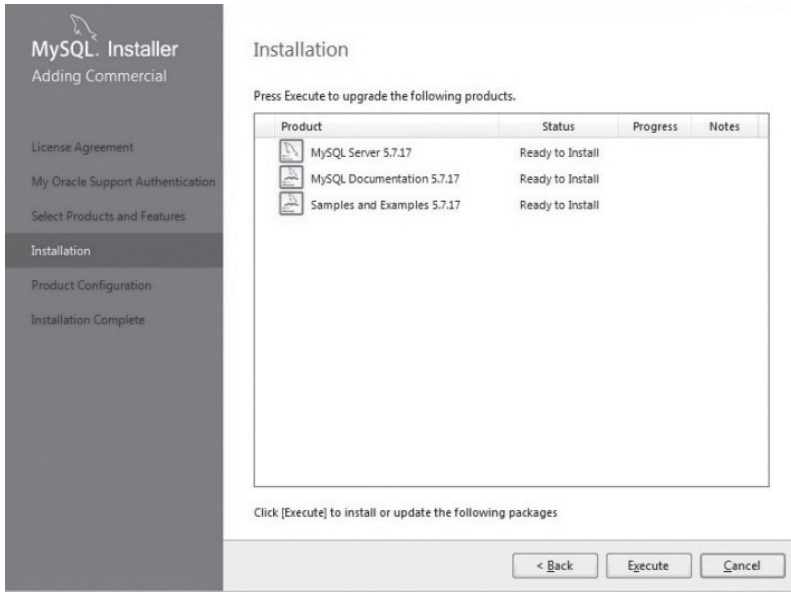 MySQL. Installer
Adding Commercial
License Agreement
My Oracle Support Authentication
Select Products and Features
Installation
Product Configuration
Installation Complete
Installation
Press Execute to upgrade the following products.
Product Status Progress Notes
MySQL Server 5.7.17 Ready to Install
MySQL Documentation 5.7.17 Ready to Install
Samples and Examples 5.7.17 Ready to Install
Click [Execute] to install or update the following packages
< Back Execute Cancel